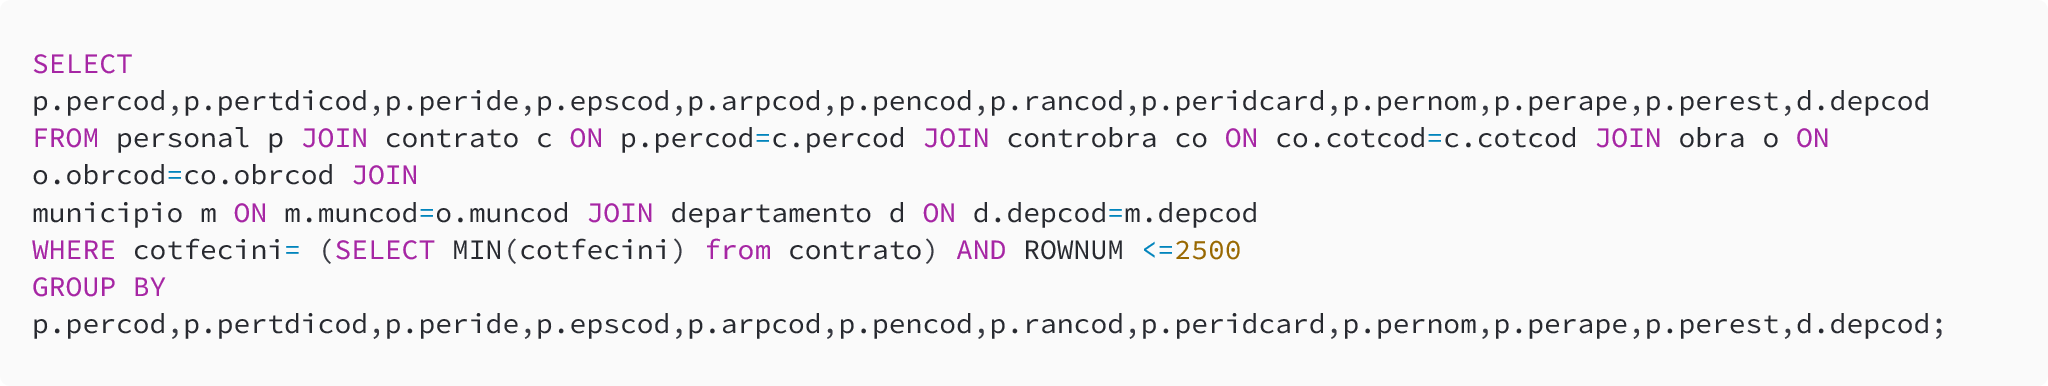 SELECT
p.percod,p.pertdicod,p.peride,p.epscod,p.arpcod,p.pencod,p.rancod,p.peridcard,p.pernom,p.perape,p.perest,d.depcod
FROM personal p JOIN contrato c ON p.percod=c.percod JOIN controbra co ON co.cotcod=c.cotcod JOIN obra o ON
o.obrcod=co.obrcod JOIN
municipio m ON m.muncod=o.muncod JOIN departamento d ON d.depcod=m.depcod
WHERE cotfecini= (SELECT MIN(cotfecini) from contrato) AND ROWNUM <=2500
GROUP BY
p.percod,p.pertdicod,p.peride,p.epscod,p.arpcod,p.pencod,p.rancod,p.peridcard,p.pernom,p.perape,p.perest,d.depcod;